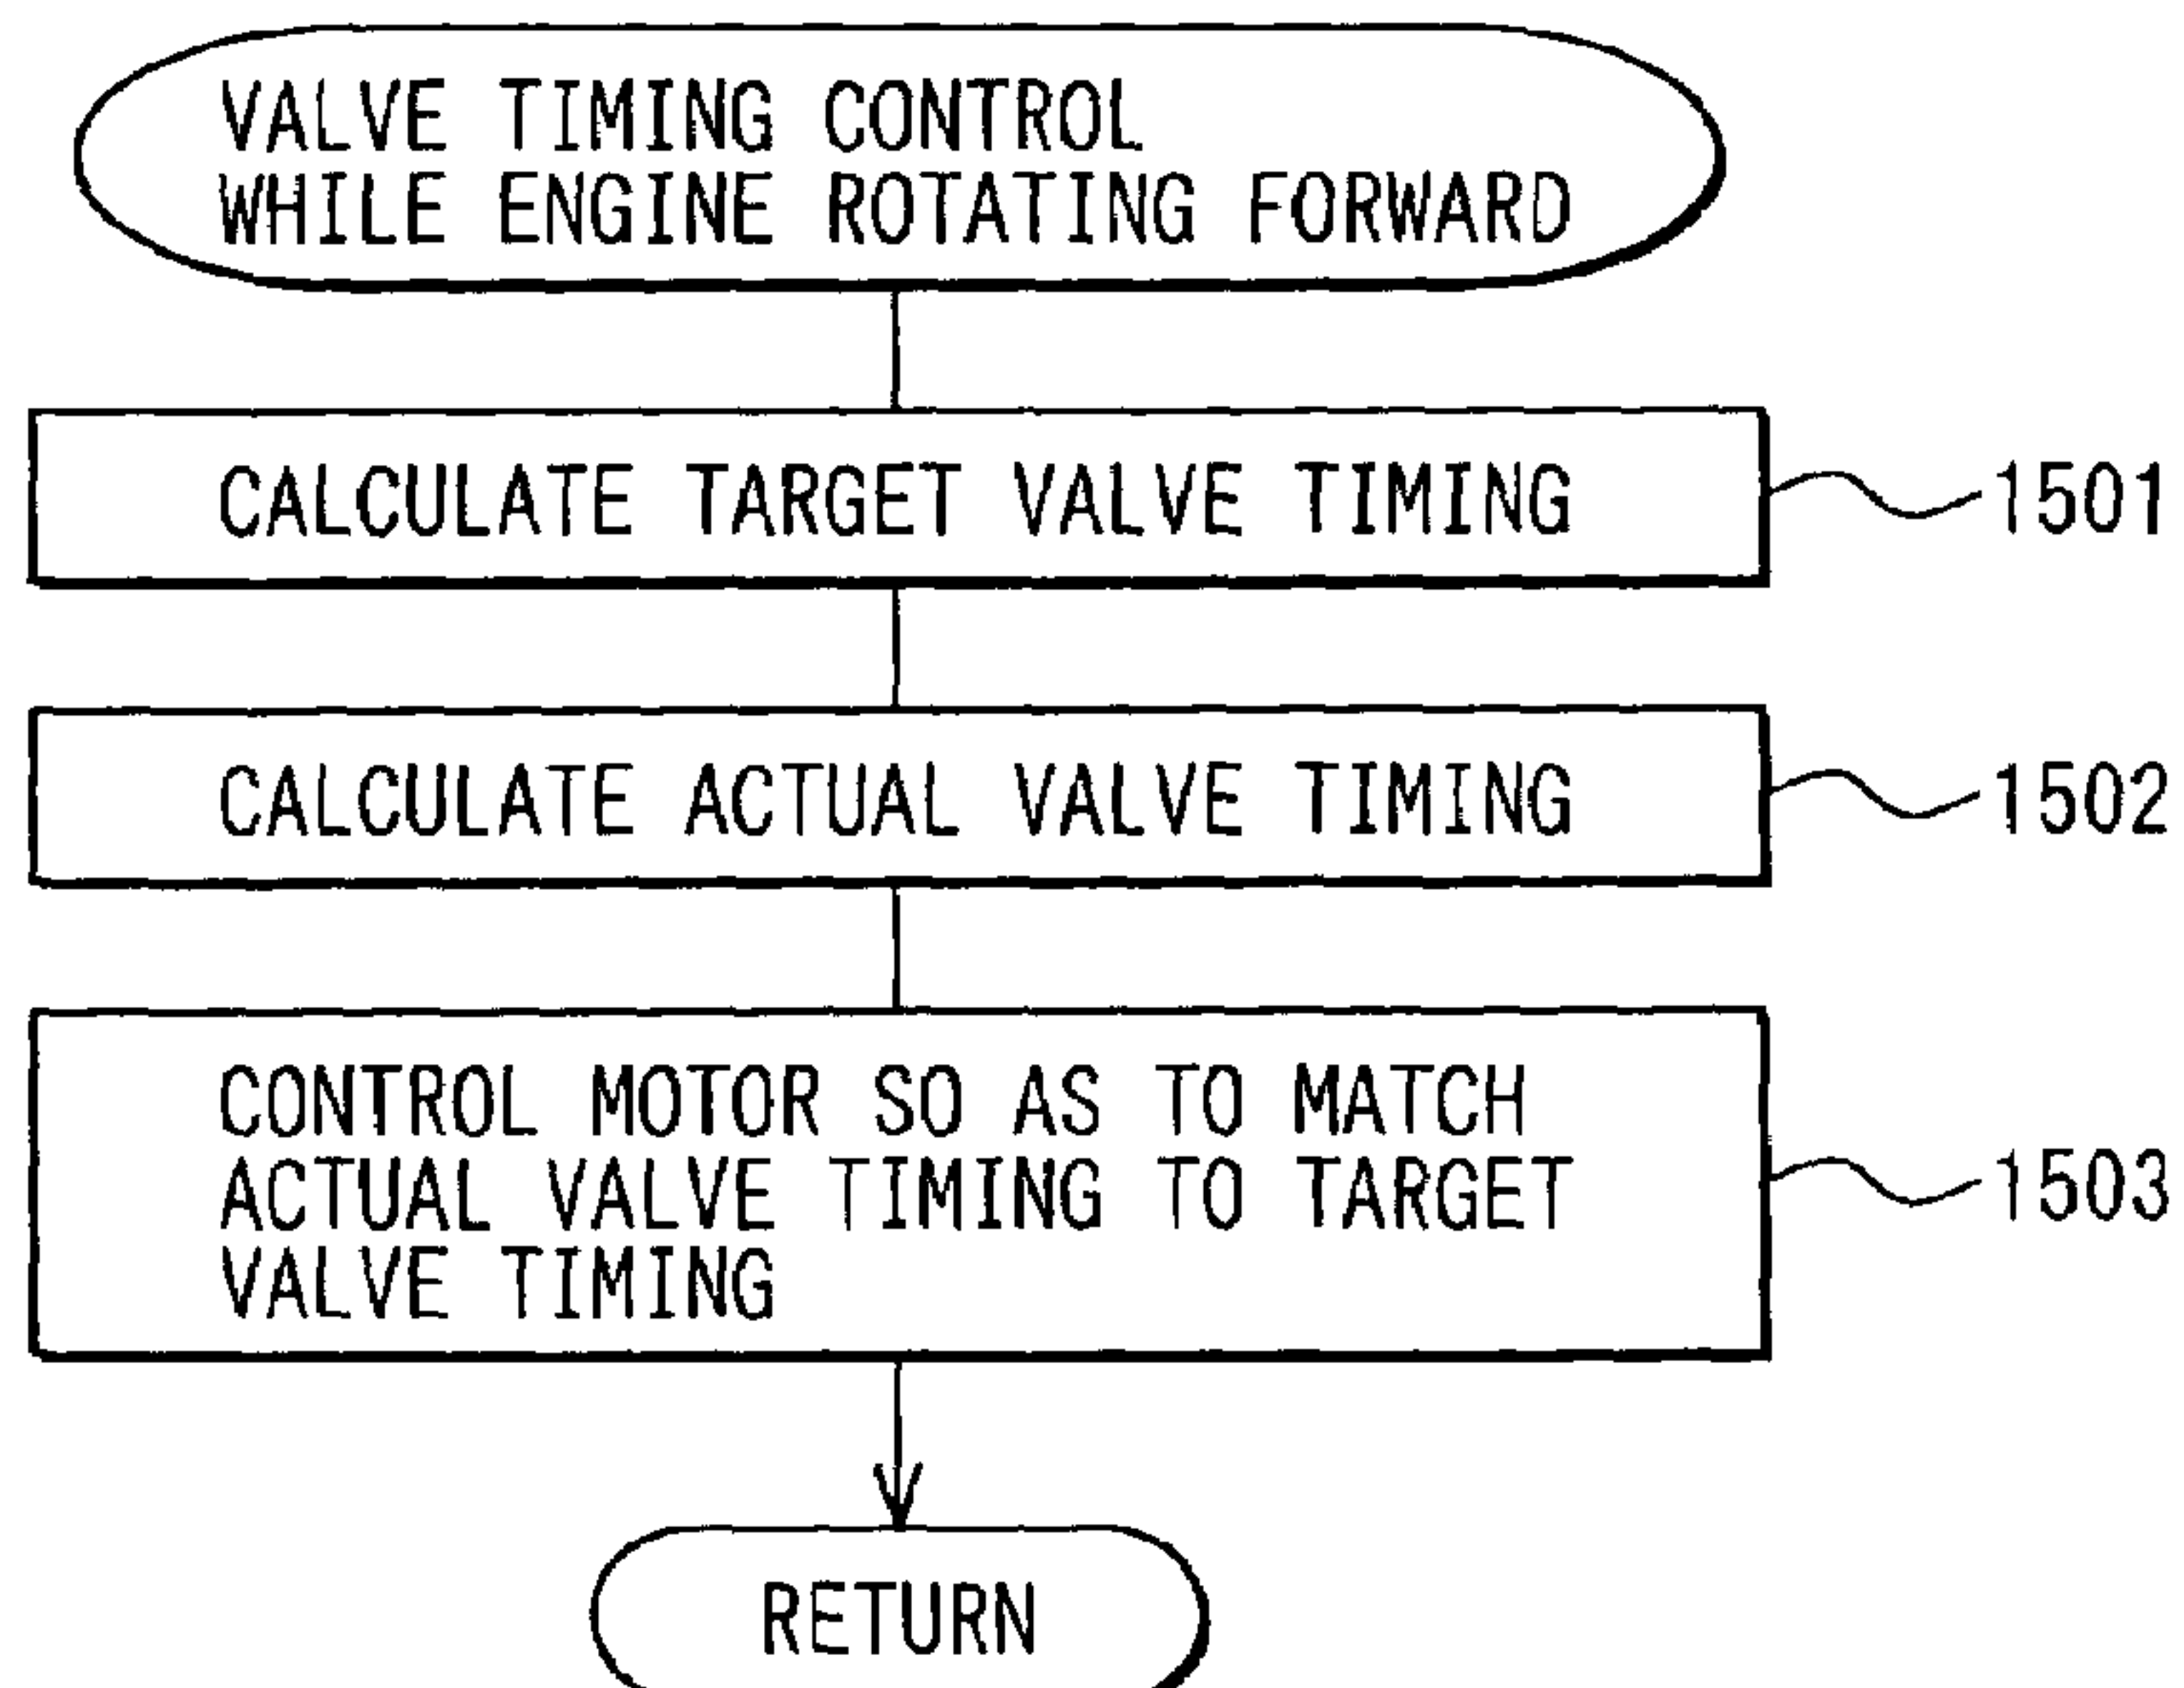 VALVE TIMING CONTROL
WHILE ENGINE ROTATING FORWARD
CALCULATE TARGET VALVE TIMING
1501
CALCULATE ACTUAL VALVE TIMING
1502
CONTROL MOTOR SO AS TO MATCH
ACTUAL VALVE TIMING TO TARGET
VALVE TIMING
1503
RETURN